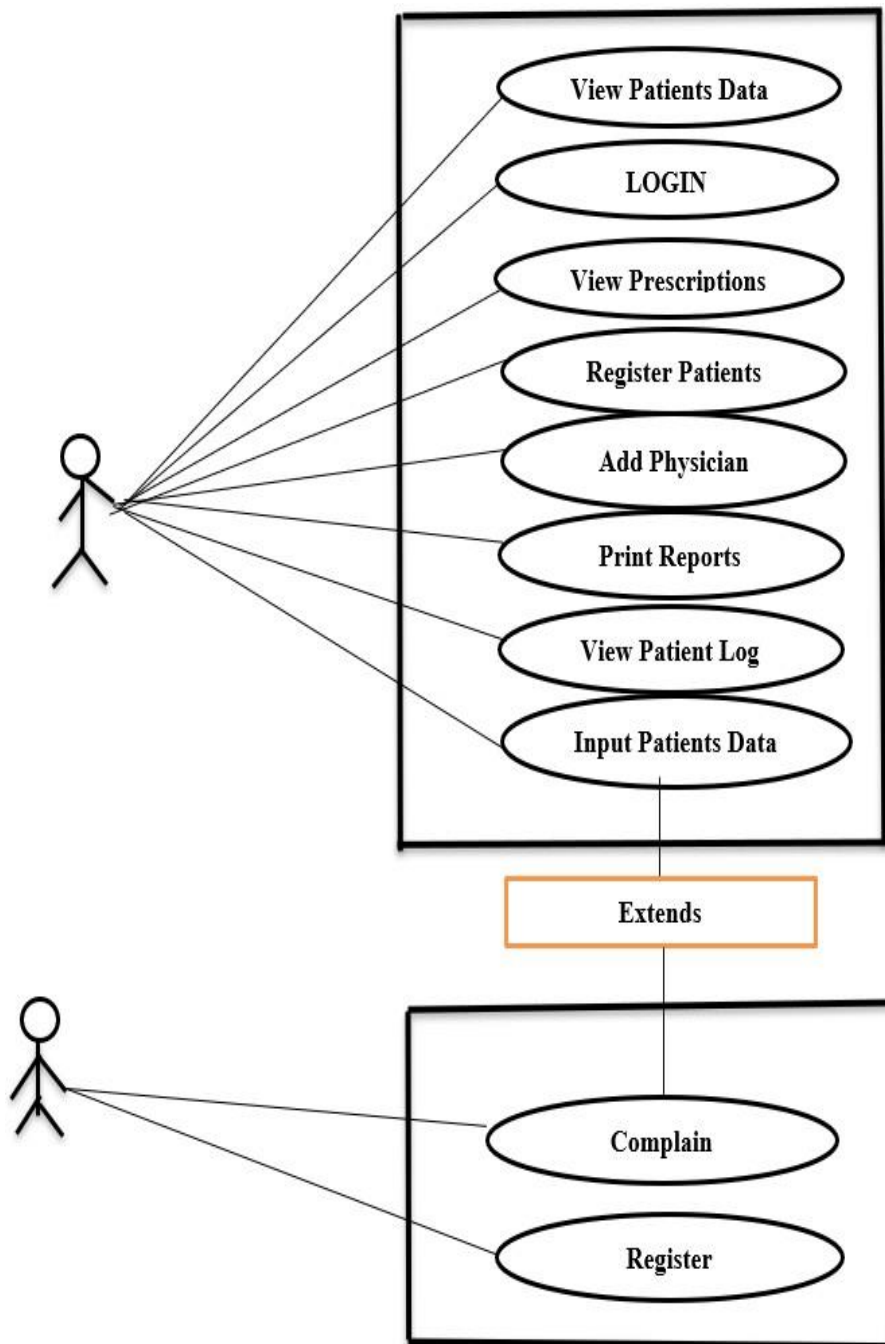 View Patients Data
LOGIN
View Prescriptions
Register Patients
Add Physician
Print Reports
View Patient Log
Input Patients Data
Extends
Complain
Register